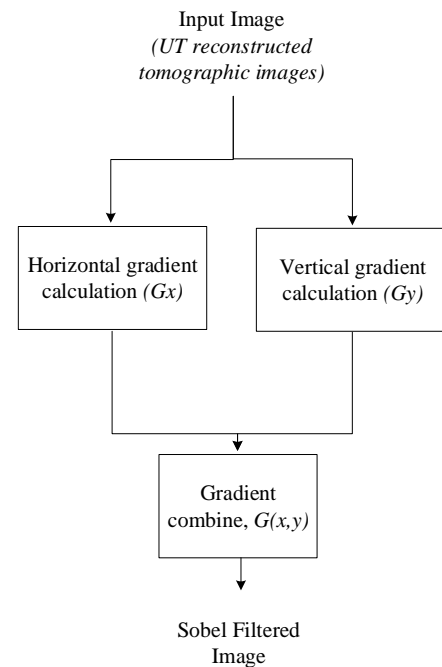 Input Image
(UT reconstructed
tomographic images)
Horizontal gradient
calculation (Gx)
Vertical gradient
calculation (Gy)
Gradient
combine, G(x,y)
Sobel Filtered
Image